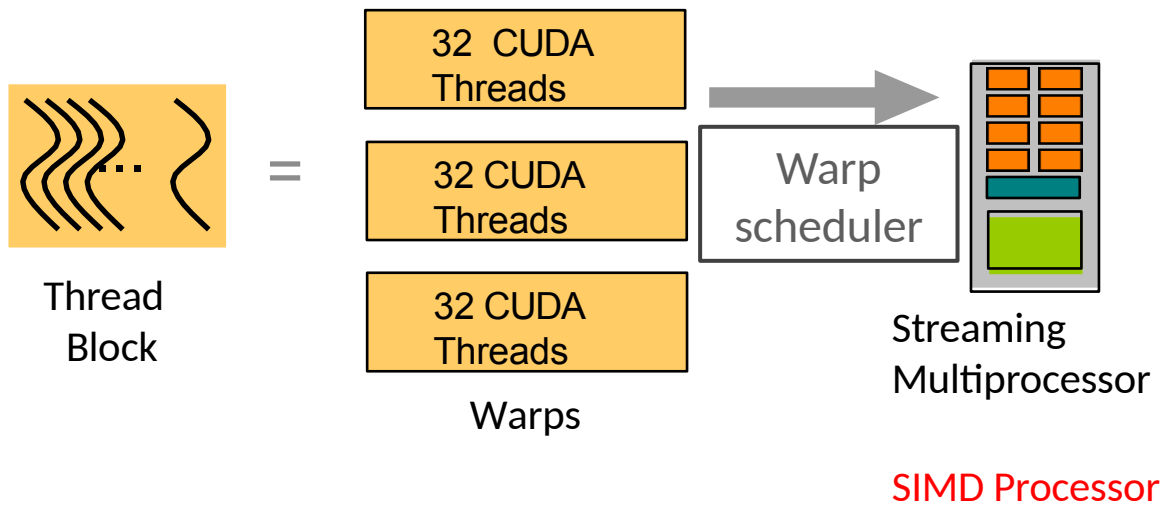 32 CUDA
Threads
32 CUDA
Threads
32 CUDA
Threads
...
=
Warp
scheduler
Thread
Block
Warps
Streaming
Multiprocessor
SIMD Processor